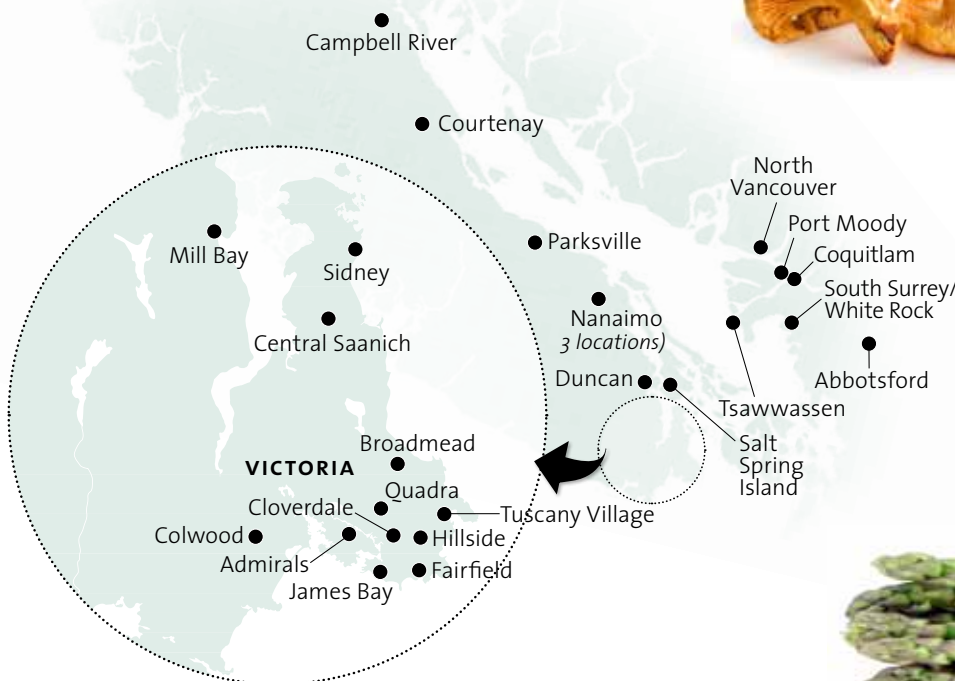 Campbell River
Courtenay
North
Vancouver
Port Moody
Coquitlam
South Surrey/
White Rock
Abbotsford
Tsawwassen
Parksville
Nanaimo
3 locations)
Duncan
Salt
Spring
Island
Mill Bay
Sidney
Central Saanich
Broadmead
VICTORIA
Quadra
Cloverdale
Tuscany Village
Colwood
Hillside
Admirals
Fairfield
James Bay